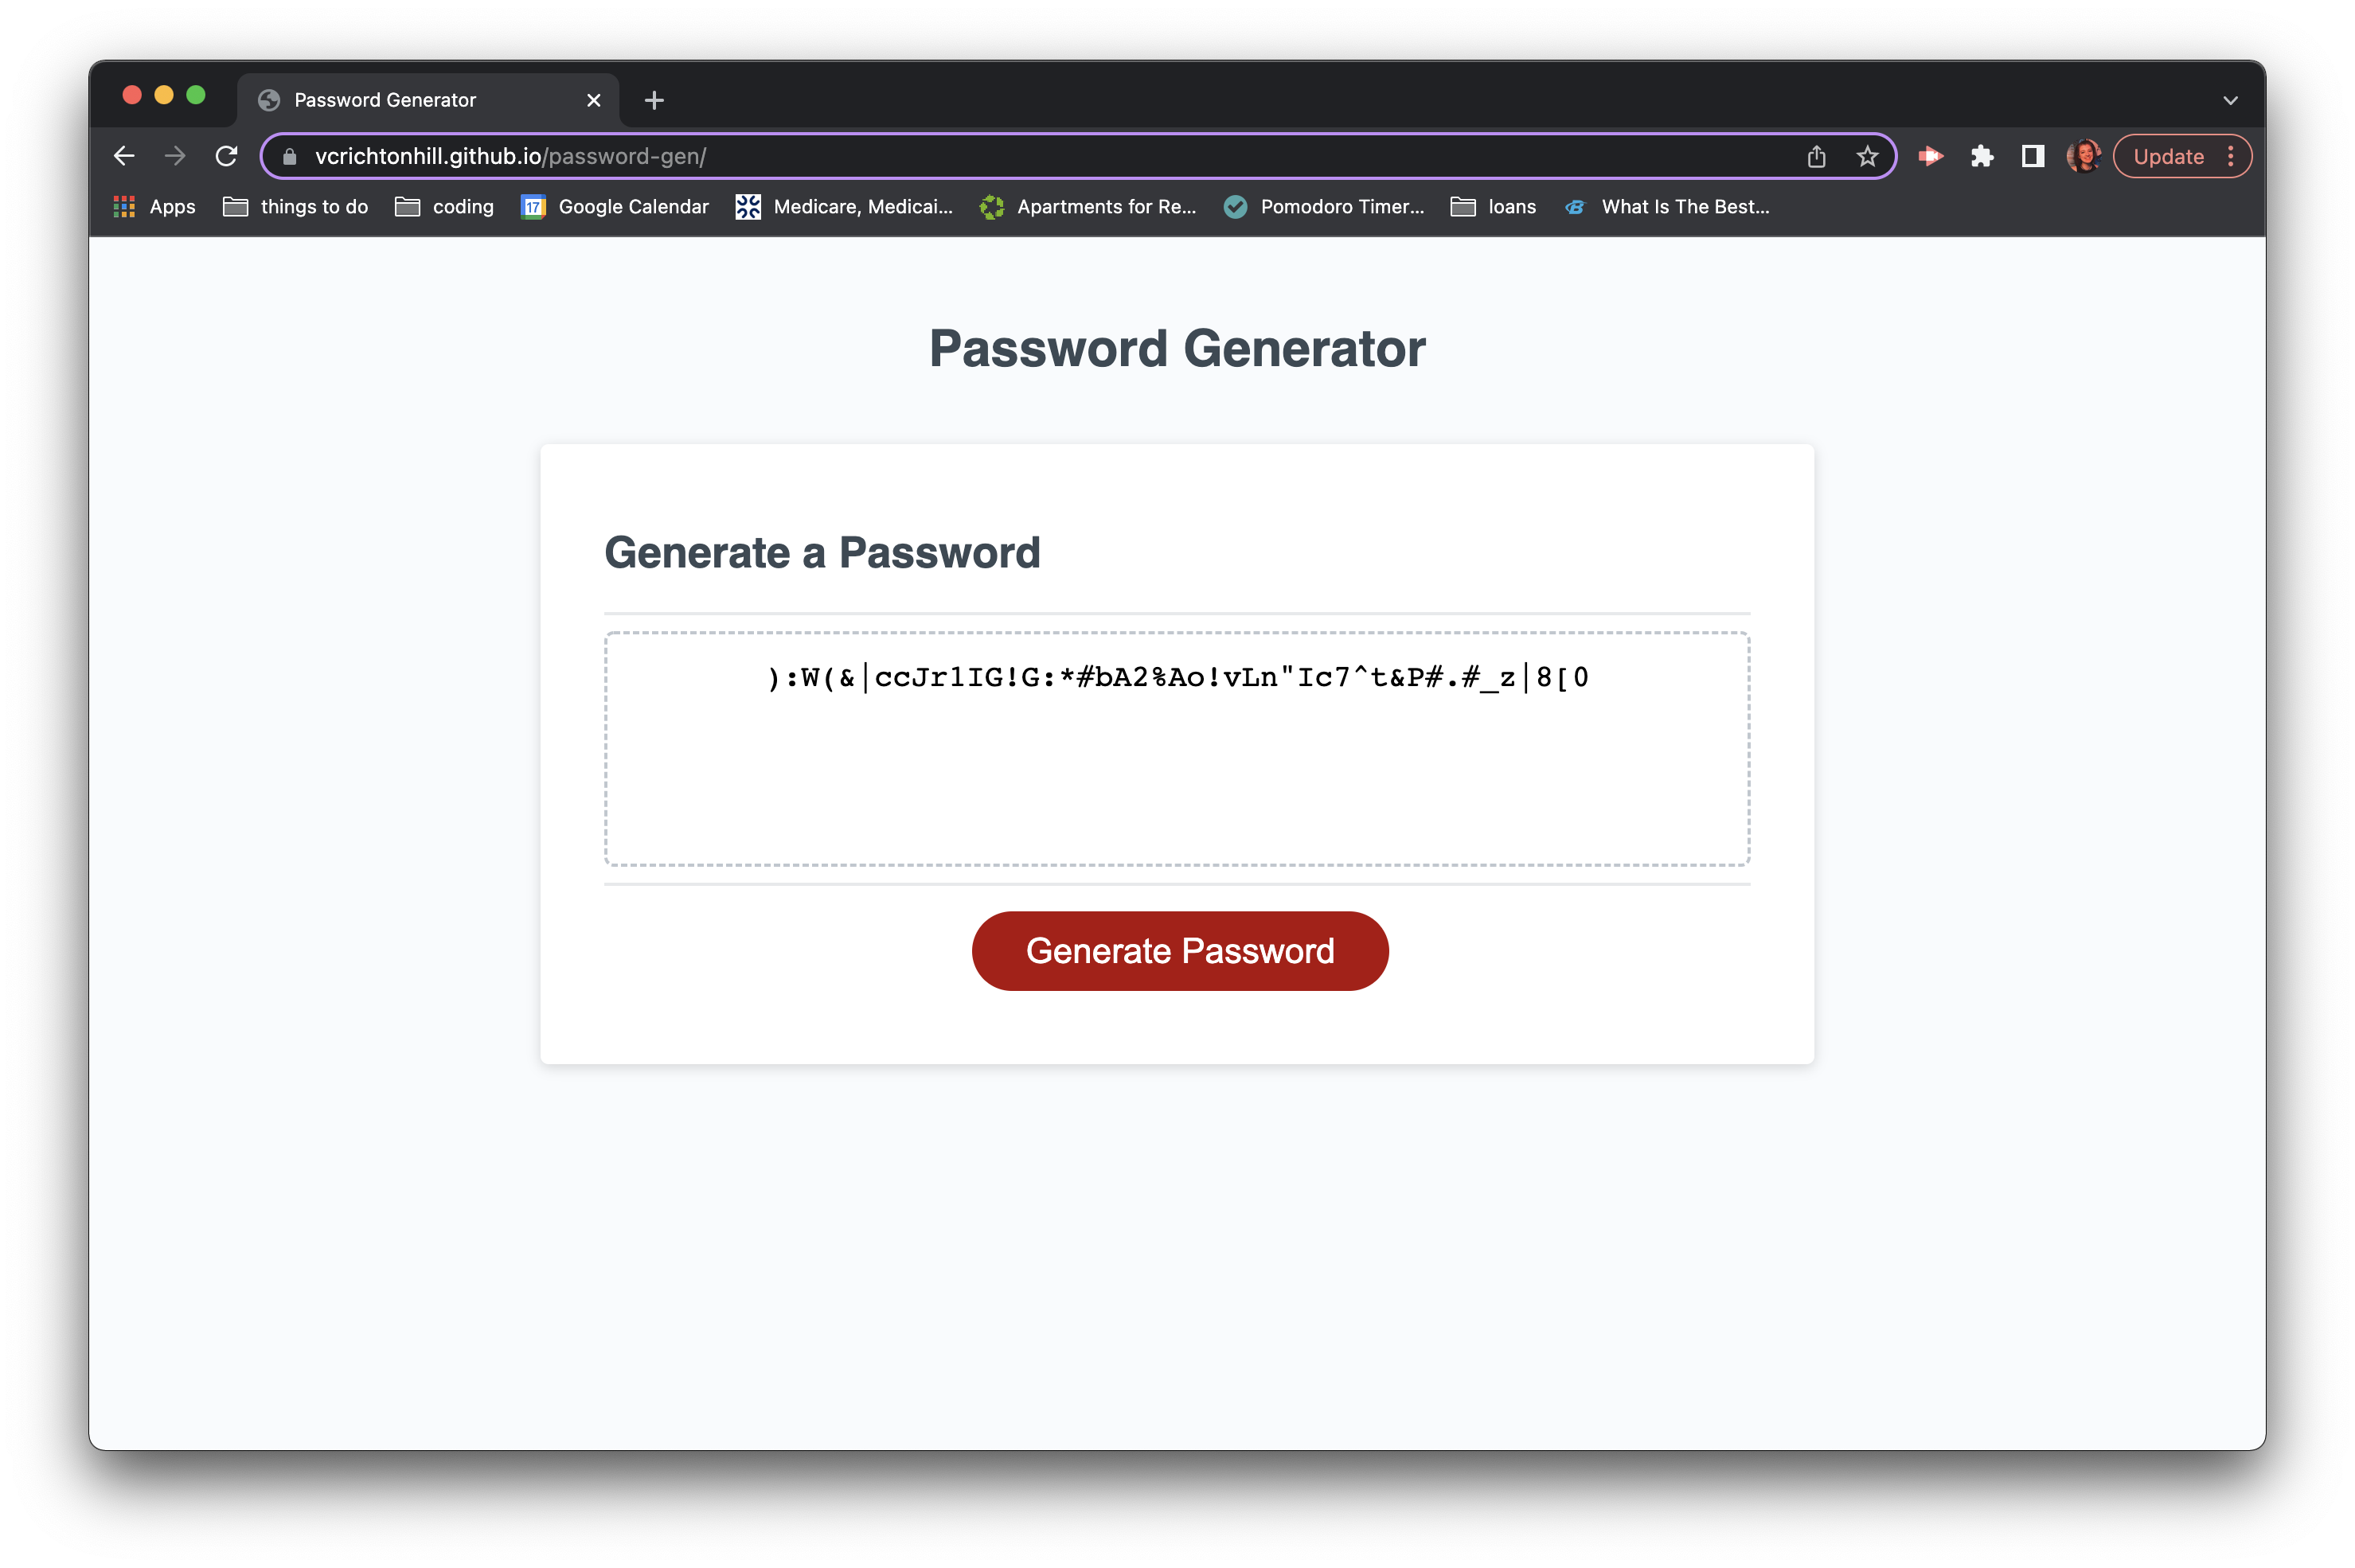 Password Generator
vcrichtonhill.github.io/password-gen/
Update
Apps things to do coding 17 Google Calendar Medicare, Medicai... Apartments for Re... Pomodoro Timer... loans B What Is The Best...
Password Generator
Generate a Password
):W(&|ccJr1IG!G:*#bA2%Ao!vLn"Ic7^t&P#.#_z|8[0
Generate Password